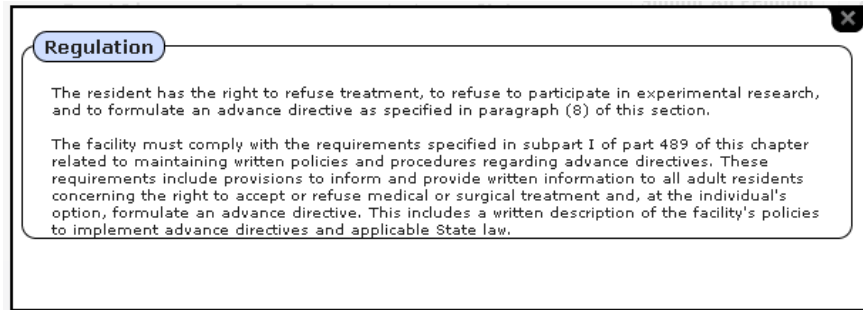 Regulation
The resident has the right to refuse treatment, to refuse to participate in experimental research,
and to formulate an advance directive as specified in paragraph (8) of this section.
The facility must comply with the requirements specified in subpart I of part 489 of this chapter
related to maintaining written policies and procedures regarding advance directives. These
requirements include provisions to inform and provide written information to all adult residents
concerning the right to accept or refuse medical or surgical treatment and, at the individual's
option, formulate an advance directive. This includes a written description of the facility's policies
to implement advance directives and applicable State law.